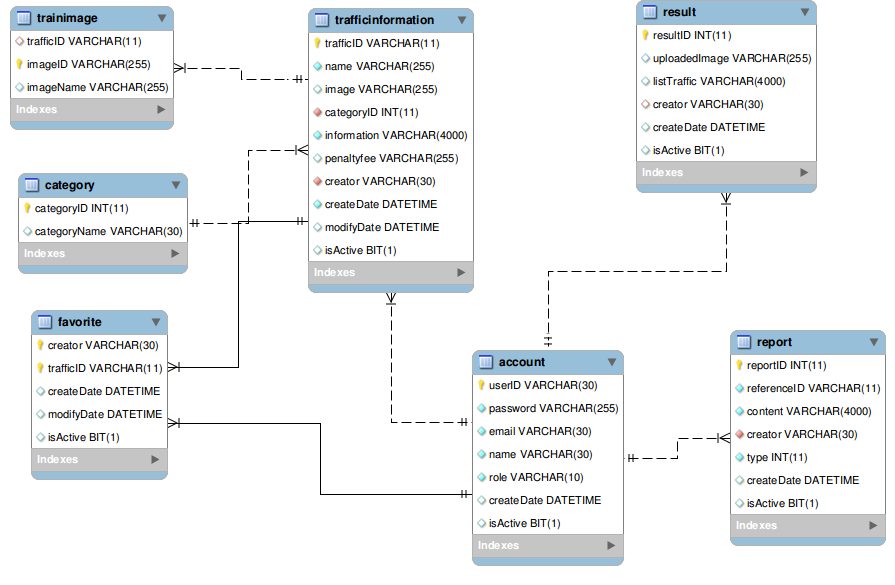 trainimage
trafficID VARCHAR(11)
imageID VARCHAR(255)
imageName VARCHAR(255)
Indexes
trafficinformation
trafficID VARCHAR(11)
name VARCHAR(255)
image VARCHAR(255)
categoryID INT(11)
information VARCHAR(4000)
penaltyfee VARCHAR(255)
creator VARCHAR(30)
createDate DATETIME
modifyDate DATETIME
isActive BIT(1)
Indexes
result
resultID INT(11)
uploadedImage VARCHAR(255)
listTraffic VARCHAR(4000)
creator VARCHAR(30)
createDate DATETIME
isActive BIT(1)
Indexes
category
categoryID INT(11)
categoryName VARCHAR(30)
Indexes
favorite
creator VARCHAR(30)
trafficID VARCHAR(11)
createDate DATETIME
modifyDate DATETIME
isActive BIT(1)
Indexes
account
userID VARCHAR(30)
password VARCHAR(255)
email VARCHAR(30)
name VARCHAR(30)
role VARCHAR(10)
createDate DATETIME
isActive BIT(1)
Indexes
report
reportID INT(11)
referenceID VARCHAR(11)
content VARCHAR(4000)
creator VARCHAR(30)
type INT(11)
createDate DATETIME
isActive BIT(1)
Indexes